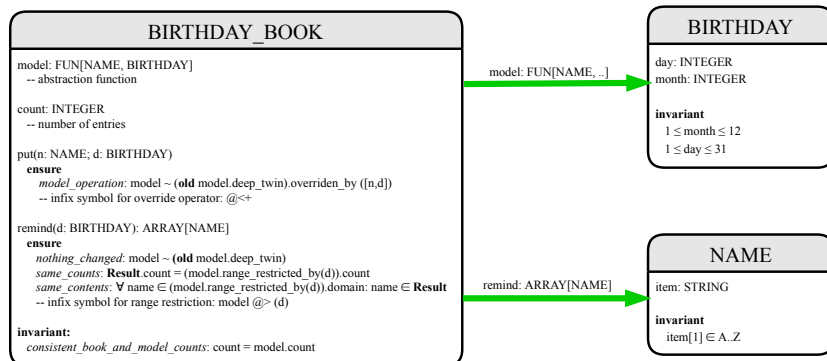 BIRTHDAY_BOOK
model: FUN[NAME, BIRTHDAY]
-- abstraction function
count: INTEGER
-- number of entries
put(n: NAME; d: BIRTHDAY)
ensure
model_operation: model ~ (old model.deep_twin).overriden_by ([n,d])
-- infix symbol for override operator: @<+
remind(d: BIRTHDAY): ARRAY[NAME]
ensure
nothing_changed: model ~ (old model.deep_twin)
same_counts: Result.count = (model.range_restricted_by(d)).count
same_contents: ∀ name ∈ (model.range_restricted_by(d)).domain: name ∈ Result
-- infix symbol for range restriction: model @> (d)
invariant:
consistent_book_and_model_counts: count = model.count
model: FUN[NAME, ..]
remind: ARRAY[NAME]
BIRTHDAY
day: INTEGER
month: INTEGER
invariant
1 ≤ month ≤ 12
1 ≤ day ≤ 31
NAME
item: STRING
invariant
item[1] ∈ A..Z